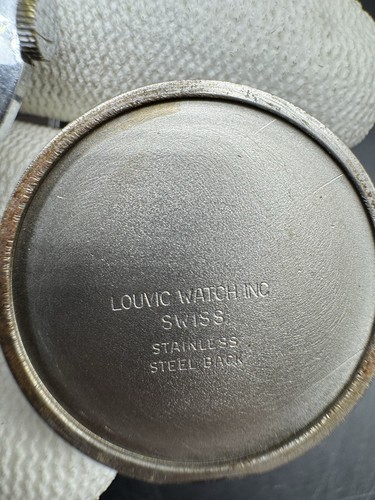 LOUVIC WATCH INC
SWISS
STAINLESS
STEEL BACK